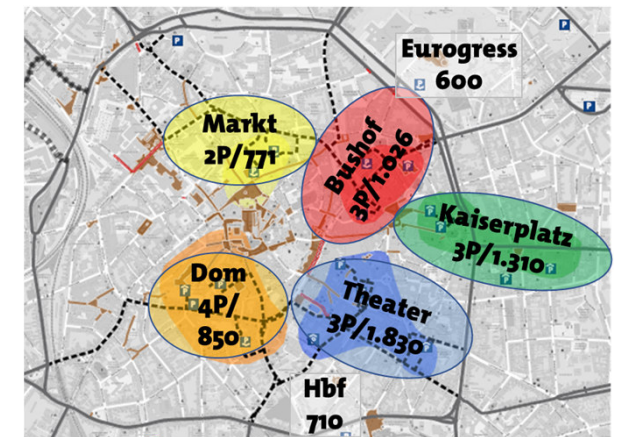 Eurogress
600
Markt
2P/771
Bushof
3P/1.026
Kaiserplatz
3P/1.310
Dom
4P/
850
Theater
3P/1.830
Hbf
710
P
P
P